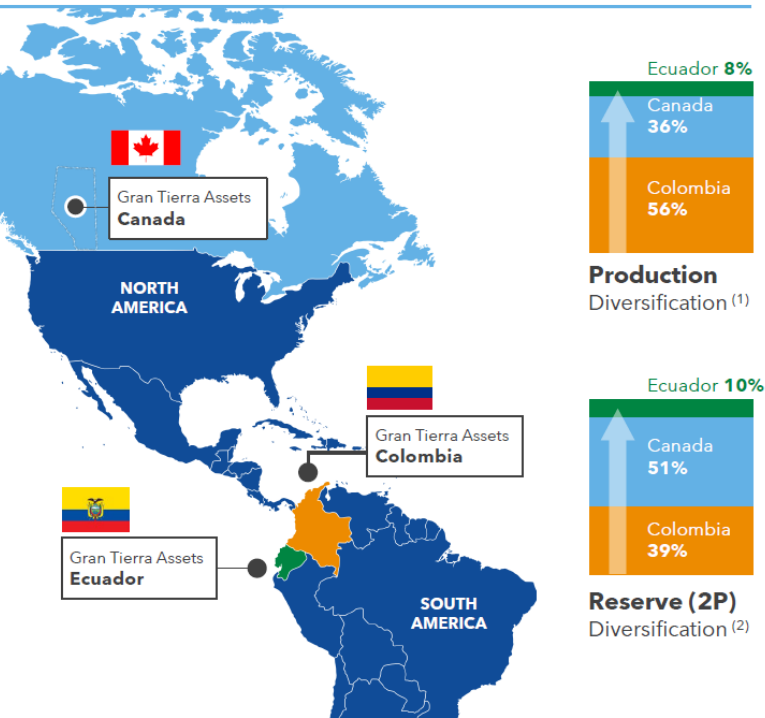 Gran Tierra Assets
Canada
NORTH
AMERICA
Gran Tierra Assets
Colombia
Gran Tierra Assets
Ecuador
SOUTH
AMERICA
Ecuador 8%
Canada
36%
Colombia
56%
Production
Diversification (1)
Ecuador 10%
Canada
51%
Colombia
39%
Reserve (2P)
Diversification (2)